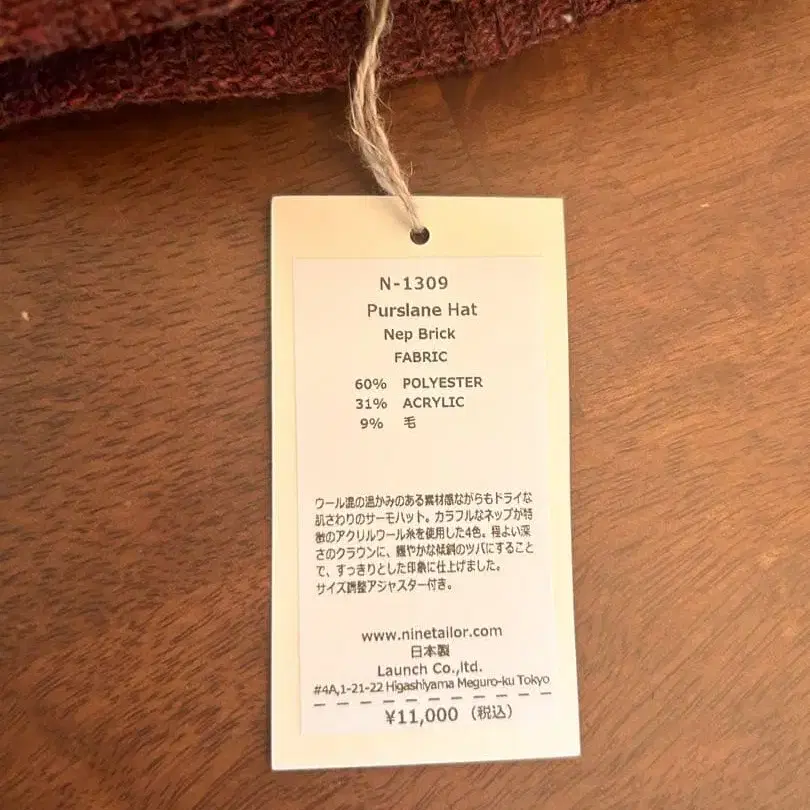 N-1309
Purslane Hat
Nep Brick
FABRIC
60% POLYESTER
31% ACRYLIC
9% 毛
ウール混の温かみのある素材感ながらもドライな
肌さわりのサーモハット。カラフルなネップが特
徴のアクリルウール糸を使用した4色。程よい深
さのクラウンに、緩やかな傾斜のツバにすること
で、すっきりとした印象に仕上げました。
サイズ調整アジャスター付き。
www.ninetailor.com
日本製
Launch Co.,ltd.
#4A,1-21-22 Higashiyama Meguro-ku Tokyo
¥11,000（税込）